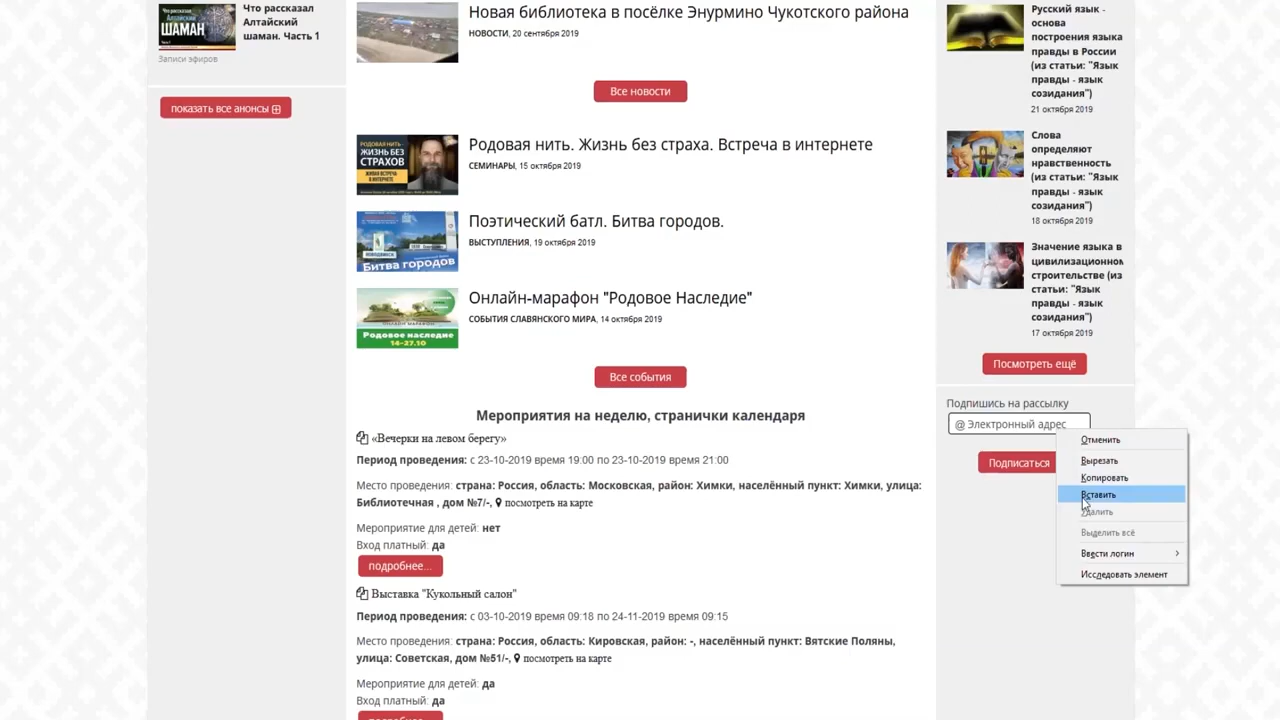 Что рассказал
Алтайский
шаман. Часть 1
Что рассказал
Алтайский
ШАМАН
Записи эфиров
показать все анонсы
Новая библиотека в посёлке Энурмино Чукотского района
НОВОСТИ, 20 сентября 2019
Все новости
РОДОВАЯ НИТЬ -
ЖИЗНЬ БЕЗ
СТРАХОВ
ЖИВАЯ ВСТРЕЧА
В ИНТЕРНЕТЕ
Родовая нить. Жизнь без страха. Встреча в интернете
СЕМИНАРЫ, 15 октября 2019
Битва городов
Поэтический батл. Битва городов.
ВЫСТУПЛЕНИЯ, 19 октября 2019
ОНЛАЙН-МАРАФОН
Родовое наследие
14-27.10
Онлайн-марафон "Родовое Наследие"
СОБЫТИЯ СЛАВЯНСКОГО МИРА, 14 октября 2019
Все события
Мероприятия на неделю, странички календаря
«Вечерки на левом берегу»
Период проведения: с 23-10-2019 время 19:00 по 23-10-2019 время 21:00
Место проведения: страна: Россия, область: Московская, район: Химки, населённый пункт: Химки, улица:
Библиотечная , дом №7/-, посмотреть на карте
Мероприятие для детей: нет
Вход платный: да
подробнее...
Выставка "Кукольный салон"
Период проведения: с 03-10-2019 время 09:18 по 24-11-2019 время 09:15
Место проведения: страна: Россия, область: Кировская, район: -, населённый пункт: Вятские Поляны,
улица: Советская, дом №51/-, посмотреть на карте
Мероприятие для детей: да
Вход платный: да
подробнее...
Русский язык -
основа
построения языка
правды в России
(из статьи: "Язык
правды - язык
созидания")
21 октября 2019
Слова
определяют
нравственность
(из статьи: "Язык
правды - язык
созидания")
18 октября 2019
Значение языка в
цивилизационном
строительстве (из
статьи: "Язык
правды - язык
созидания")
17 октября 2019
Посмотреть ещё
Подпишись на рассылку
@ Электронный адрес
Подписаться
Отменить
Вырезать
Копировать
Вставить
Удалить
Выделить всё
Ввести логин
Исследовать элемент